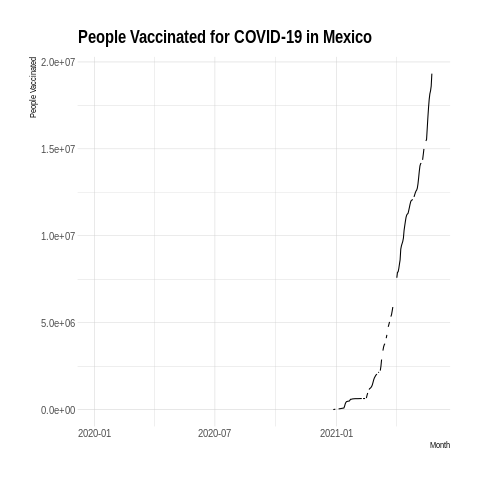 People Vaccinated for COVID-19 in Mexico
People Vaccinated
2.0e+07
1.5e+07
1.0e+07
5.0e+06
0.0e+00
2020-01
2020-07
2021-01
Month